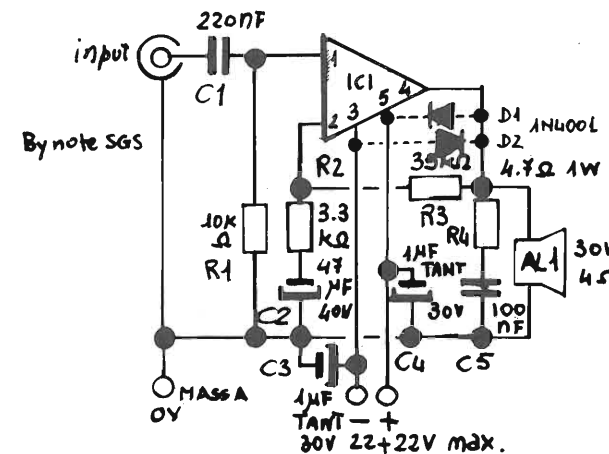 220nF
input
C1
1
IC1
4
5
3
2
D1
1N4001
D2
By note SGS
R2
4.7Ω 1W
R3
R4
10K
Ω
R1
3.3
KΩ
47
µF
40V
1µF
TANT
30V
AL1
30W
100
nF
C2
C3
C4
C5
MASSA
0V
1µF
TANT - +
30V 22+22V max.